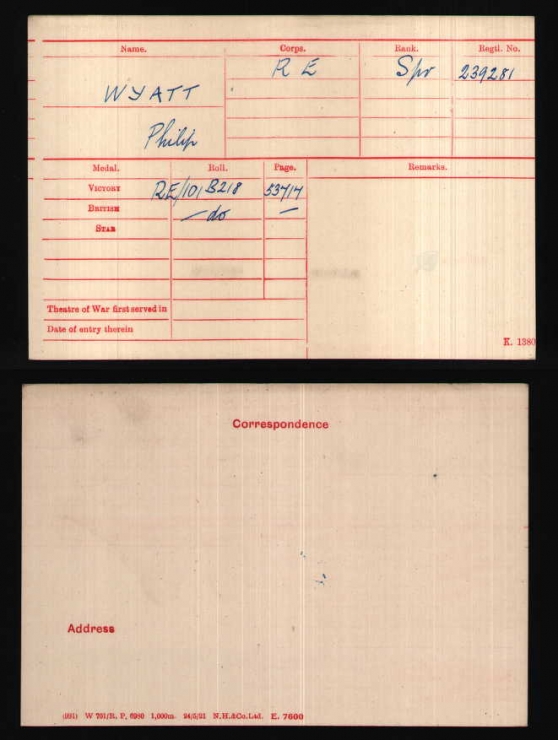 Name. Corps. Rank. Regtl. No.
R E Spr 239281
WYATT
Philip
Medal. Roll. Page. Remarks.
VICTORY RE/101 B218 53717
BRITISH — do —
STAR
Theatre of War first served in
Date of entry therein
K. 1380
Correspondence
Address
W 791/R. P. 6980 1,000m. 24/5/21 N.H.&Co.Ltd. E. 7600